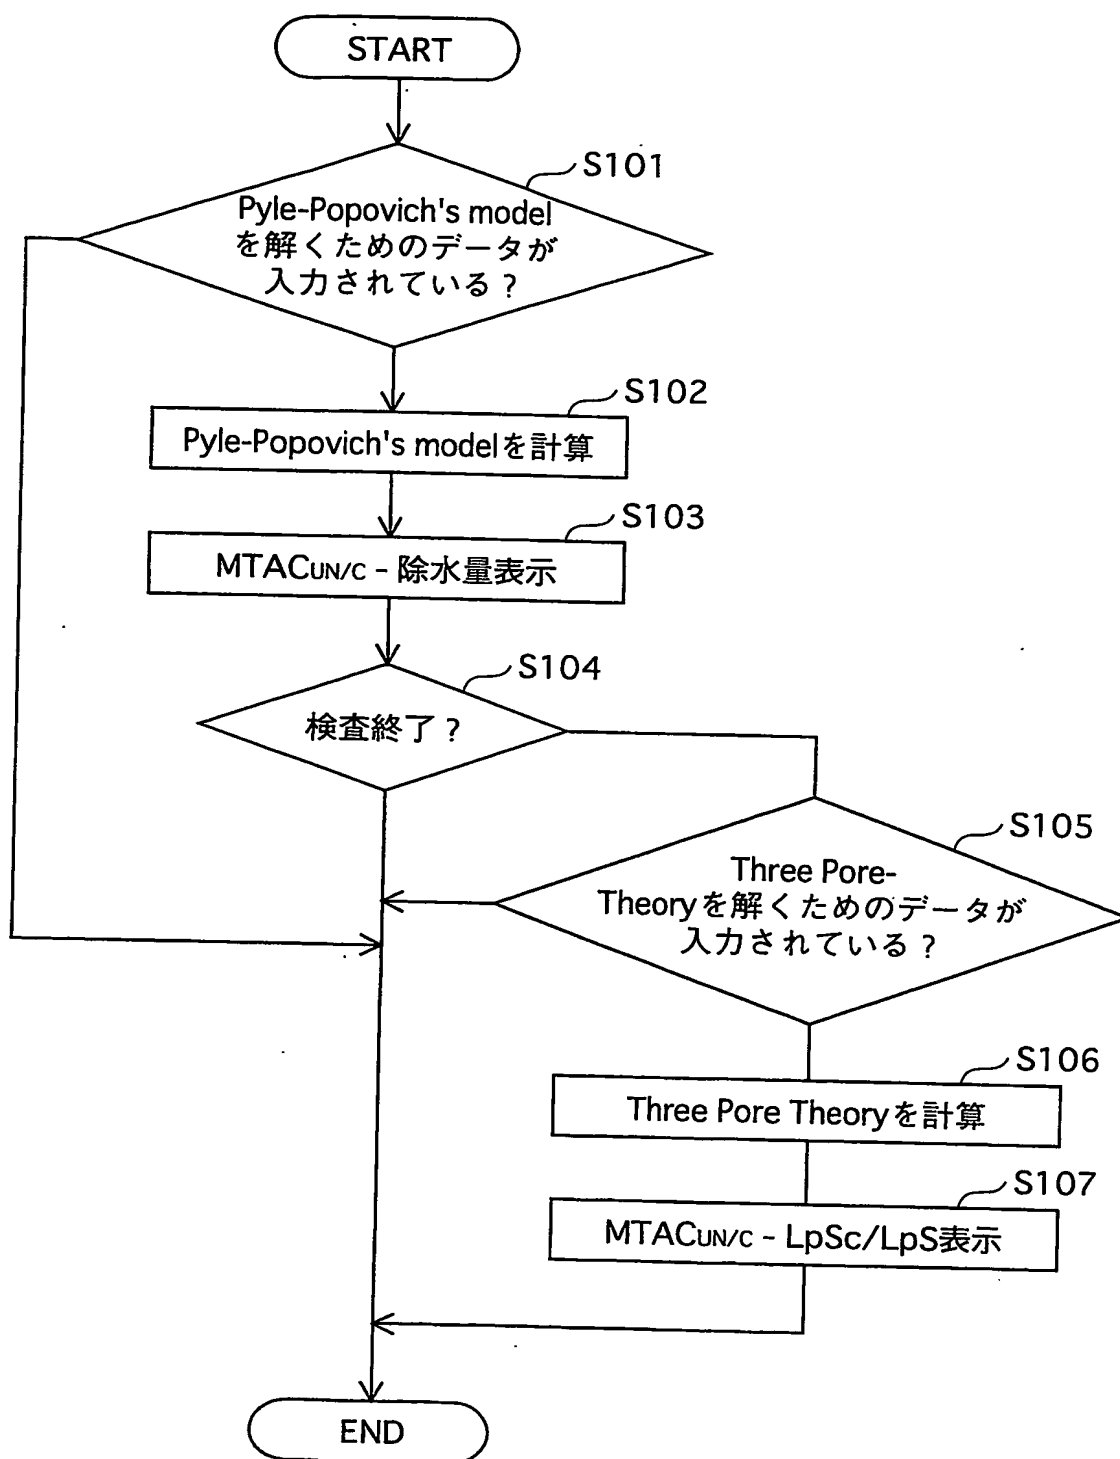 START
S101
Pyle-Popovich's model
を解くためのデータが
入力されている?
S102
Pyle-Popovich's modelを計算
S103
MTACUN/C - 除水量表示
S104
検査終了?
S105
Three Pore-
Theoryを解くためのデータが
入力されている?
S106
Three Pore Theoryを計算
S107
MTACUN/C - LpSc/LpS表示
END